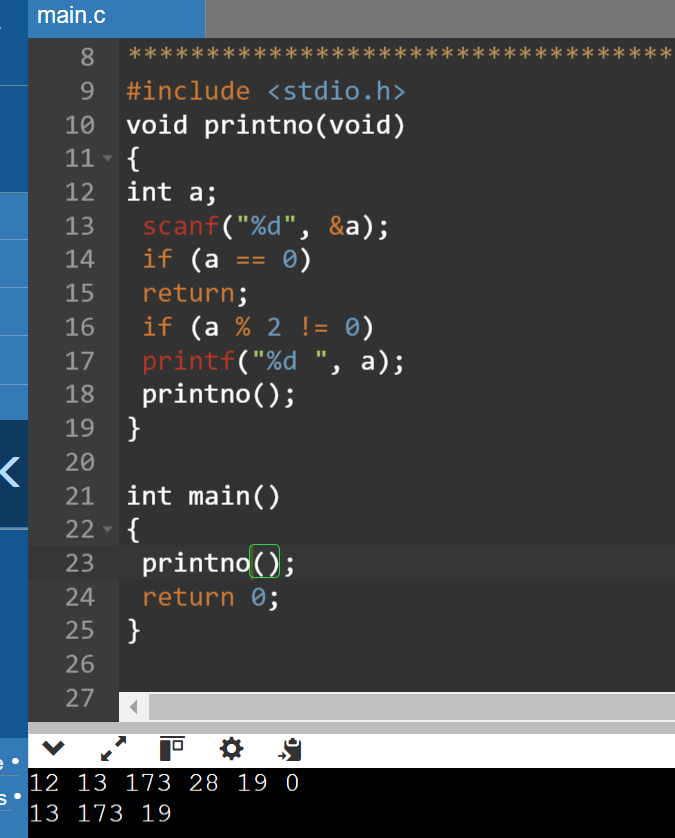 main.c
8 ***********************************
9 #include <stdio.h>
10 void printno(void)
11 {
12 int a;
13 scanf("%d", &a);
14 if (a == 0)
15 return;
16 if (a % 2 != 0)
17 printf("%d ", a);
18 printno();
19 }
20
21 int main()
22 {
23 printno();
24 return 0;
25 }
26
27
e •
s •
12 13 173 28 19 0
13 173 19